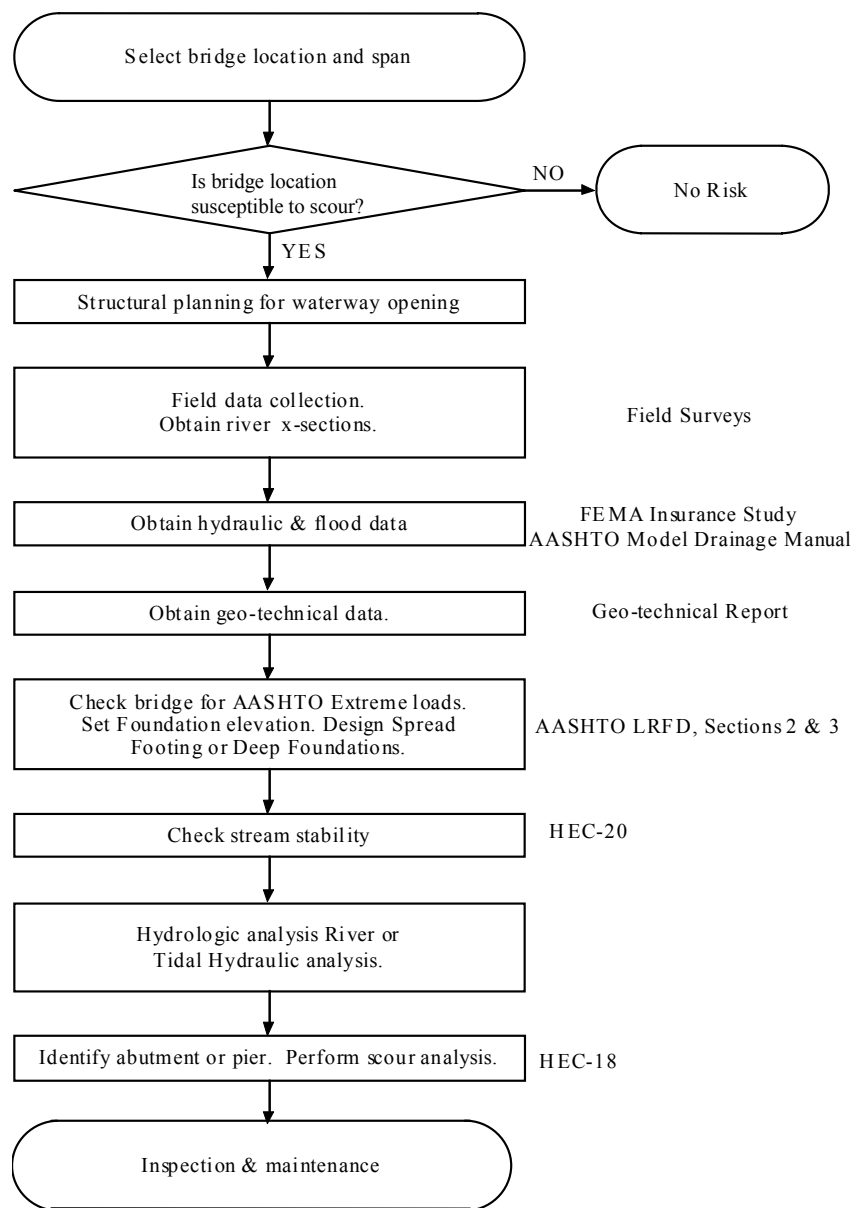 Select bridge location and span
Is bridge location
susceptible to scour?
NO
No Risk
YES
Structural planning for waterway opening
Field data collection.
Obtain river x-sections.
Field Surveys
Obtain hydraulic & flood data
FEMA Insurance Study
AASHTO Model Drainage Manual
Obtain geo-technical data.
Geo-technical Report
Check bridge for AASHTO Extreme loads.
Set Foundation elevation. Design Spread
Footing or Deep Foundations.
AASHTO LRFD, Sections 2 & 3
Check stream stability
HEC-20
Hydrologic analysis River or
Tidal Hydraulic analysis.
Identify abutment or pier. Perform scour analysis.
HEC-18
Inspection & maintenance